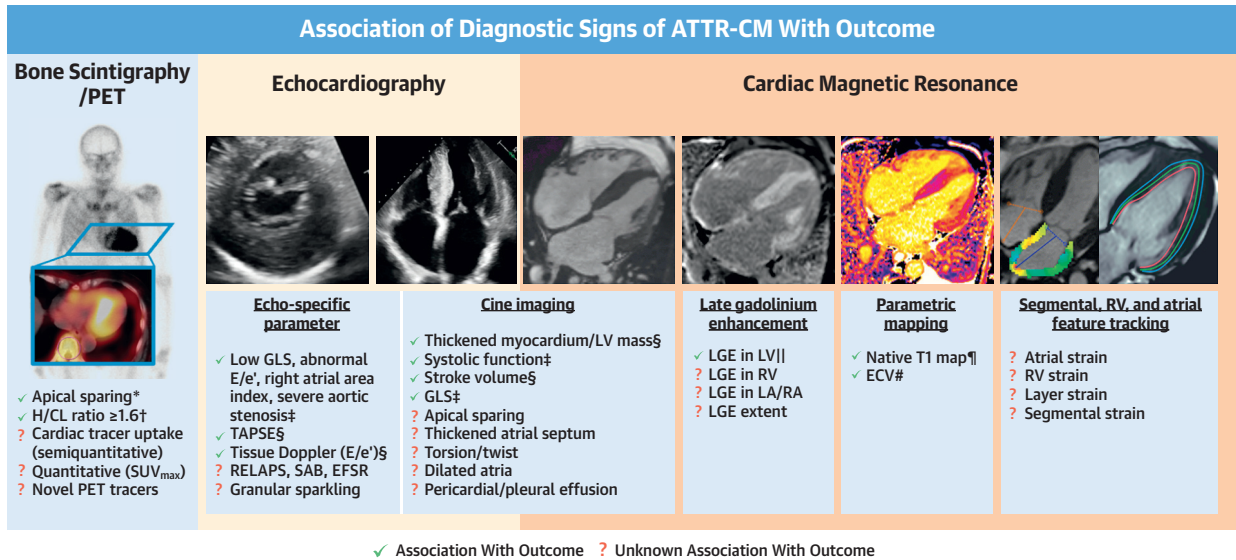 Association of Diagnostic Signs of ATTR-CM With Outcome
Bone Scintigraphy
/PET
✓ Apical sparing*
✓ H/CL ratio ≥1.6†
? Cardiac tracer uptake
(semiquantitative)
? Quantitative (SUVmax)
? Novel PET tracers
Echocardiography
Cardiac Magnetic Resonance
Echo-specific
parameter
✓ Low GLS, abnormal
E/e', right atrial area
index, severe aortic
stenosis‡
✓ TAPSE§
✓ Tissue Doppler (E/e')§
? RELAPS, SAB, EFSR
? Granular sparkling
Cine imaging
✓ Thickened myocardium/LV mass§
✓ Systolic function‡
✓ Stroke volume§
✓ GLS‡
? Apical sparing
? Thickened atrial septum
? Torsion/twist
? Dilated atria
? Pericardial/pleural effusion
Late gadolinium
enhancement
✓ LGE in LV||
? LGE in RV
? LGE in LA/RA
? LGE extent
Parametric
mapping
✓ Native T1 map¶
✓ ECV#
Segmental, RV, and atrial
feature tracking
? Atrial strain
? RV strain
? Layer strain
? Segmental strain
✓ Association With Outcome ? Unknown Association With Outcome